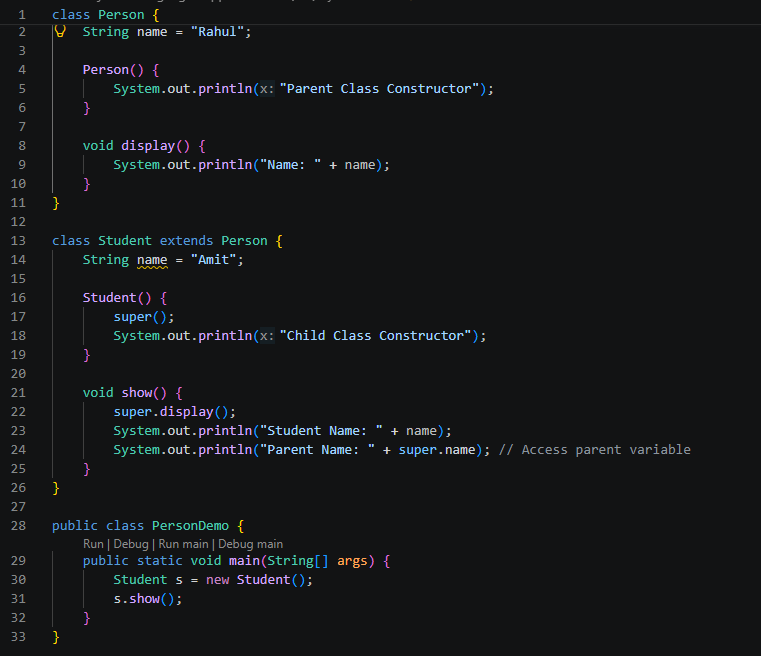 1 class Person {
2 String name = "Rahul";
3
4 Person() {
5 System.out.println(x: "Parent Class Constructor");
6 }
7
8 void display() {
9 System.out.println("Name: " + name);
10 }
11 }
12
13 class Student extends Person {
14 String name = "Amit";
15
16 Student() {
17 super();
18 System.out.println(x: "Child Class Constructor");
19 }
20
21 void show() {
22 super.display();
23 System.out.println("Student Name: " + name);
24 System.out.println("Parent Name: " + super.name); // Access parent variable
25 }
26 }
27
28 public class PersonDemo {
Run | Debug | Run main | Debug main
29 public static void main(String[] args) {
30 Student s = new Student();
31 s.show();
32 }
33 }